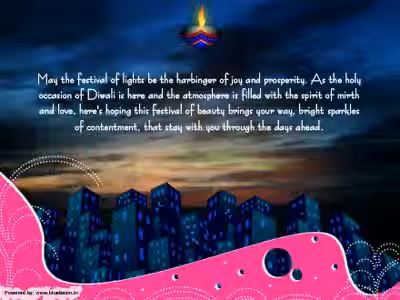 May the festival of lights be the harbinger of joy and prosperity. As the holy
occasion of Diwali is here and the atmosphere is filled with the spirit of mirth
and love, here's hoping this festival of beauty brings your way, bright sparkles
of contentment, that stay with you through the days ahead.
Powered by: www.bluedoson.in